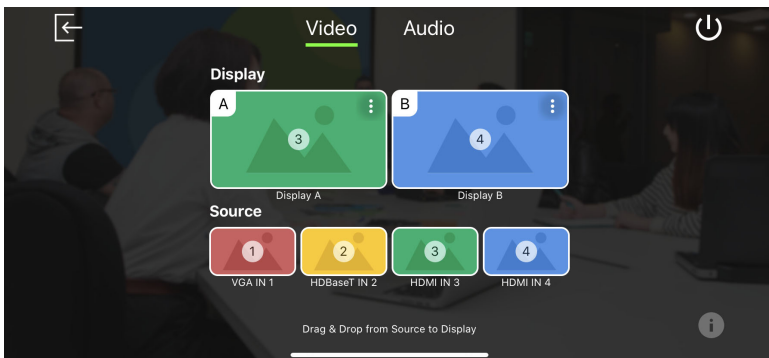 Video Audio
Display
A
3
B
4
Display A Display B
Source
1 2 3 4
VGA IN 1 HDBaseT IN 2 HDMI IN 3 HDMI IN 4
Drag & Drop from Source to Display